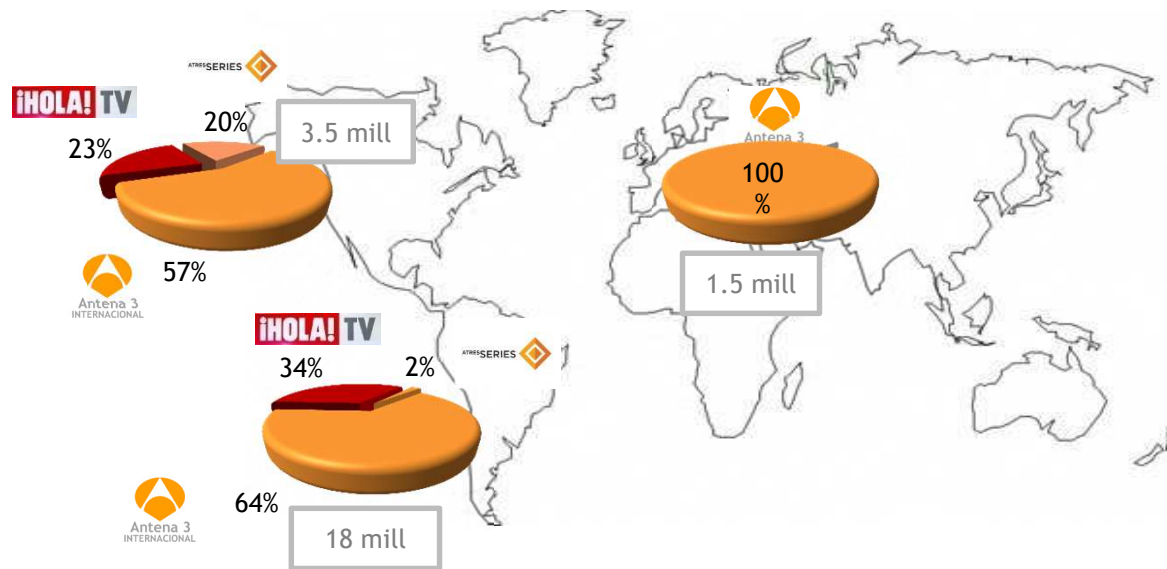 ATRESSERIES
¡HOLA! TV
20%
3.5 mill
23%
57%
Antena 3
INTERNACIONAL
Antena 3
100
%
1.5 mill
¡HOLA! TV
ATRESSERIES
34%
2%
64%
Antena 3
INTERNACIONAL
18 mill